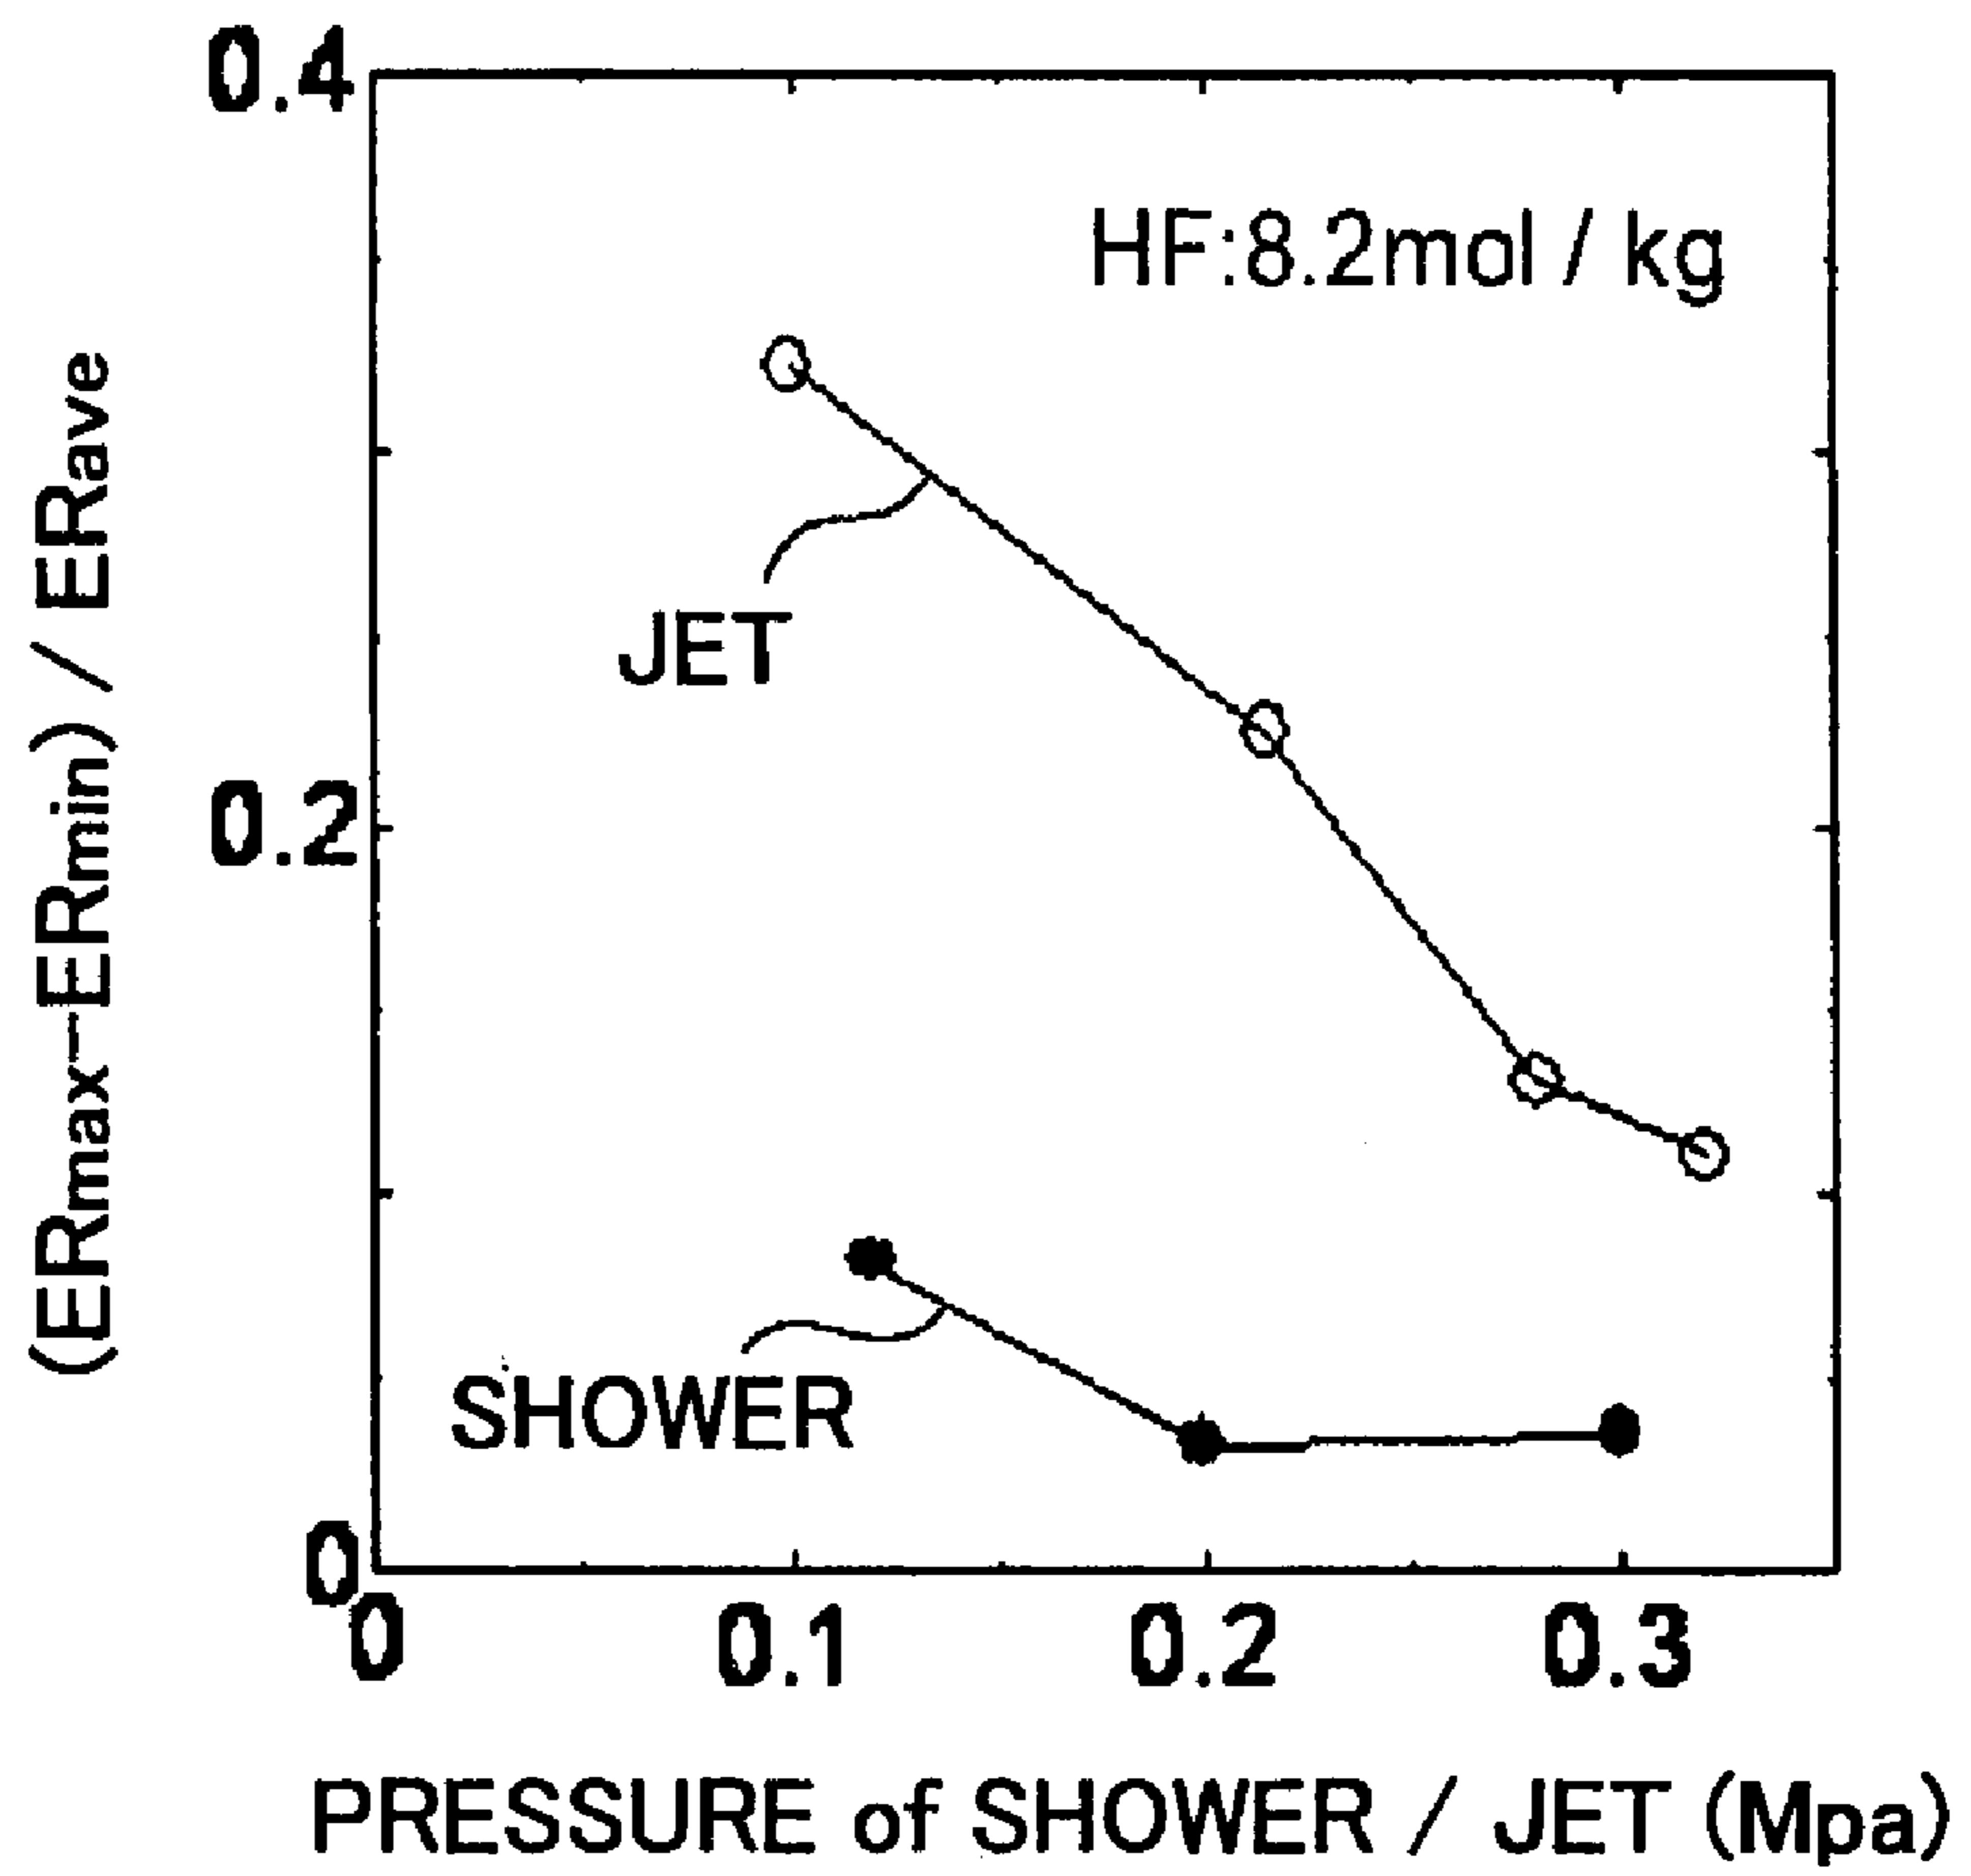 0.4
HF:8.2mol / kg
JET
(ERmax-ERmin) / ERave
0.2
SHOWER
0
0 0.1 0.2 0.3
PRESSURE of SHOWER / JET (Mpa)